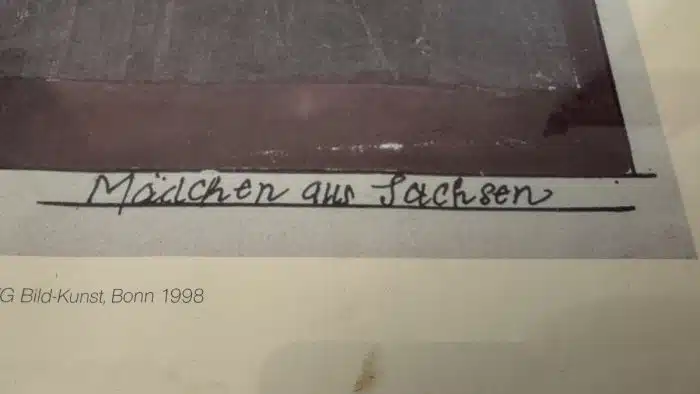 Mädchen aus Sachsen
G Bild-Kunst, Bonn 1998